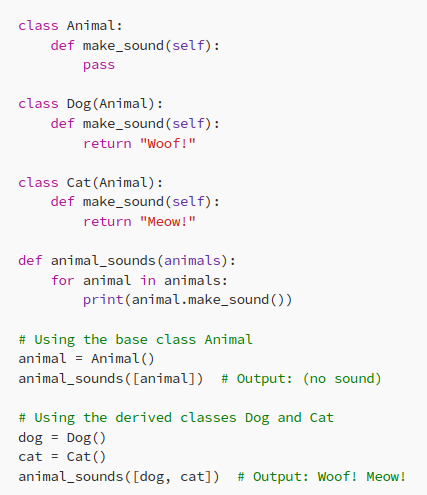 class Animal:
    def make_sound(self):
        pass

class Dog(Animal):
    def make_sound(self):
        return "Woof!"

class Cat(Animal):
    def make_sound(self):
        return "Meow!"

def animal_sounds(animals):
    for animal in animals:
        print(animal.make_sound())

# Using the base class Animal
animal = Animal()
animal_sounds([animal])  # Output: (no sound)

# Using the derived classes Dog and Cat
dog = Dog()
cat = Cat()
animal_sounds([dog, cat])  # Output: Woof! Meow!